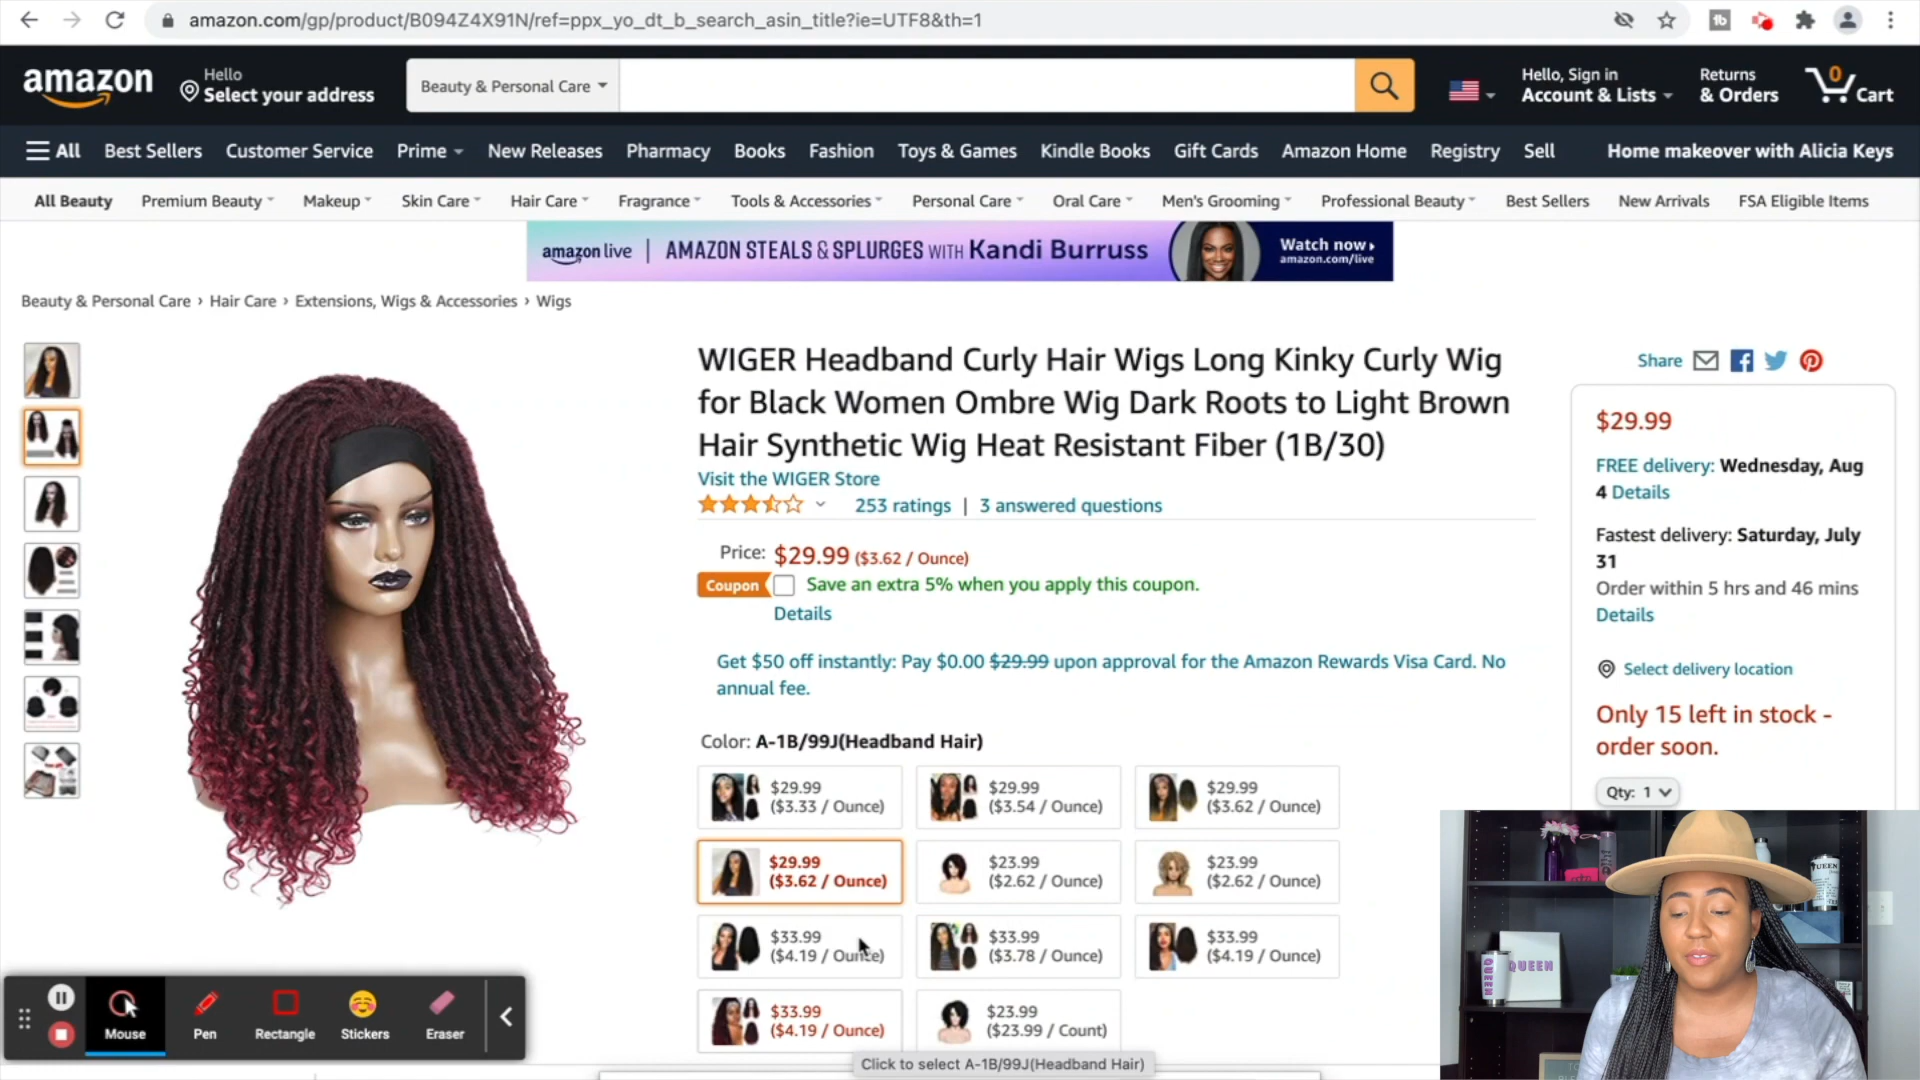 amazon.com/gp/product/B094Z4X91N/ref=ppx_yo_dt_b_search_asin_title?ie=UTF8&th=1
amazon
Hello
Select your address
Beauty & Personal Care
Hello, Sign in
Account & Lists
Returns
& Orders
0
Cart
All Best Sellers Customer Service Prime New Releases Pharmacy Books Fashion Toys & Games Kindle Books Gift Cards Amazon Home Registry Sell Home makeover with Alicia Keys
All Beauty Premium Beauty Makeup Skin Care Hair Care Fragrance Tools & Accessories Personal Care Oral Care Men's Grooming Professional Beauty Best Sellers New Arrivals FSA Eligible Items
amazon live | AMAZON STEALS & SPLURGES WITH Kandi Burruss
Watch now
amazon.com/live
Beauty & Personal Care › Hair Care › Extensions, Wigs & Accessories › Wigs
WIGER Headband Curly Hair Wigs Long Kinky Curly Wig
for Black Women Ombre Wig Dark Roots to Light Brown
Hair Synthetic Wig Heat Resistant Fiber (1B/30)
Visit the WIGER Store
253 ratings | 3 answered questions
Price: $29.99 ($3.62 / Ounce)
Coupon Save an extra 5% when you apply this coupon.
Details
Get $50 off instantly: Pay $0.00 $29.99 upon approval for the Amazon Rewards Visa Card. No
annual fee.
Color: A-1B/99J(Headband Hair)
$29.99
($3.33 / Ounce)
$29.99
($3.54 / Ounce)
$29.99
($3.62 / Ounce)
$29.99
($3.62 / Ounce)
$23.99
($2.62 / Ounce)
$23.99
($2.62 / Ounce)
$33.99
($4.19 / Ounce)
$33.99
($3.78 / Ounce)
$33.99
($4.19 / Ounce)
$33.99
($4.19 / Ounce)
$23.99
($23.99 / Count)
Click to select A-1B/99J(Headband Hair)
Share
$29.99
FREE delivery: Wednesday, Aug
4 Details
Fastest delivery: Saturday, July
31
Order within 5 hrs and 46 mins
Details
Select delivery location
Only 15 left in stock -
order soon.
Qty: 1
Mouse Pen Rectangle Stickers Eraser
QUEEN
QUEEN
QUEEN